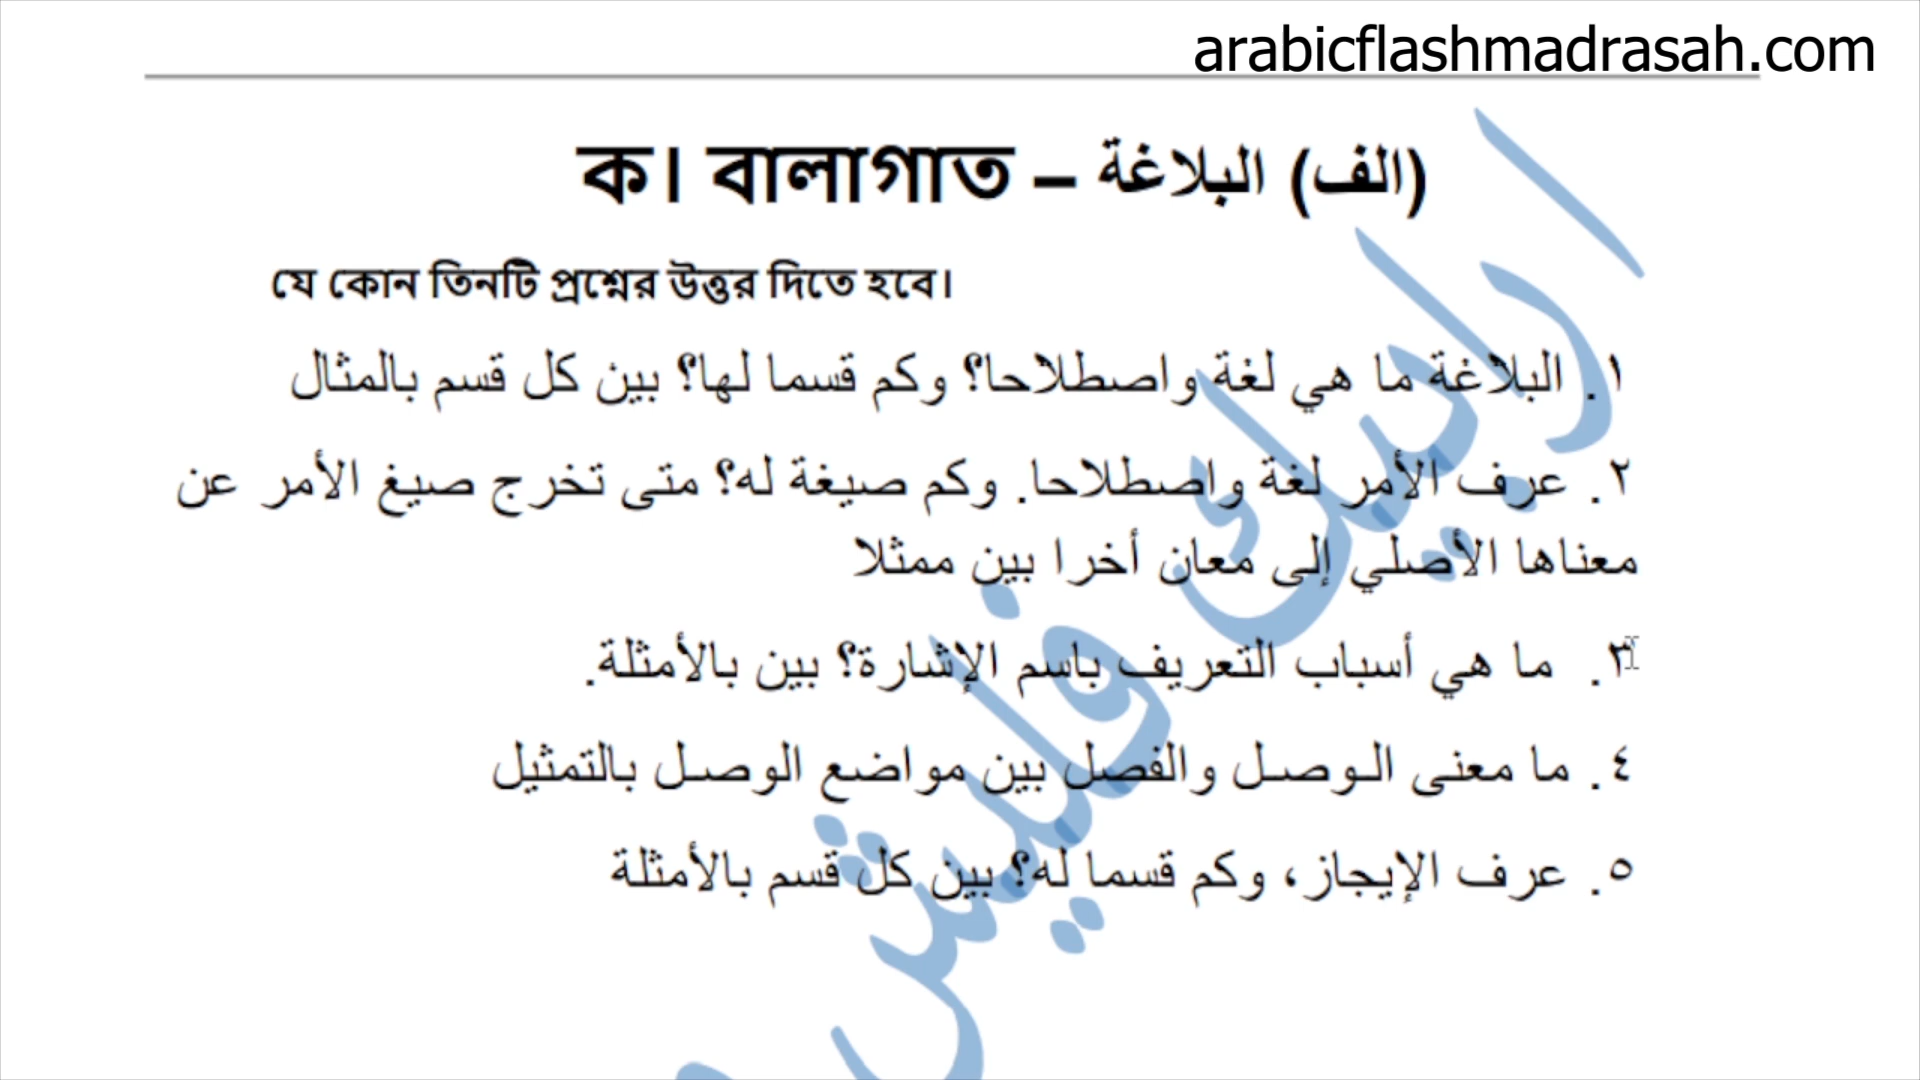 arabicflashmadrasah.com
ক। বালাগাত – (الف) البلاغة
যে কোন তিনটি প্রশ্নের উত্তর দিতে হবে।
١. البلاغة ما هي لغة واصطلاحا؟ وكم قسما لها؟ بين كل قسم بالمثال
٢. عرف الأمر لغة واصطلاحا. وكم صيغة له؟ متى تخرج صيغ الأمر عن
معناها الأصلي إلى معان أخرا بين ممثلا
٣. ما هي أسباب التعريف باسم الإشارة؟ بين بالأمثلة.
٤. ما معنى الوصل والفصل بين مواضع الوصل بالتمثيل
٥. عرف الإيجاز، وكم قسما له؟ بين كل قسم بالأمثلة